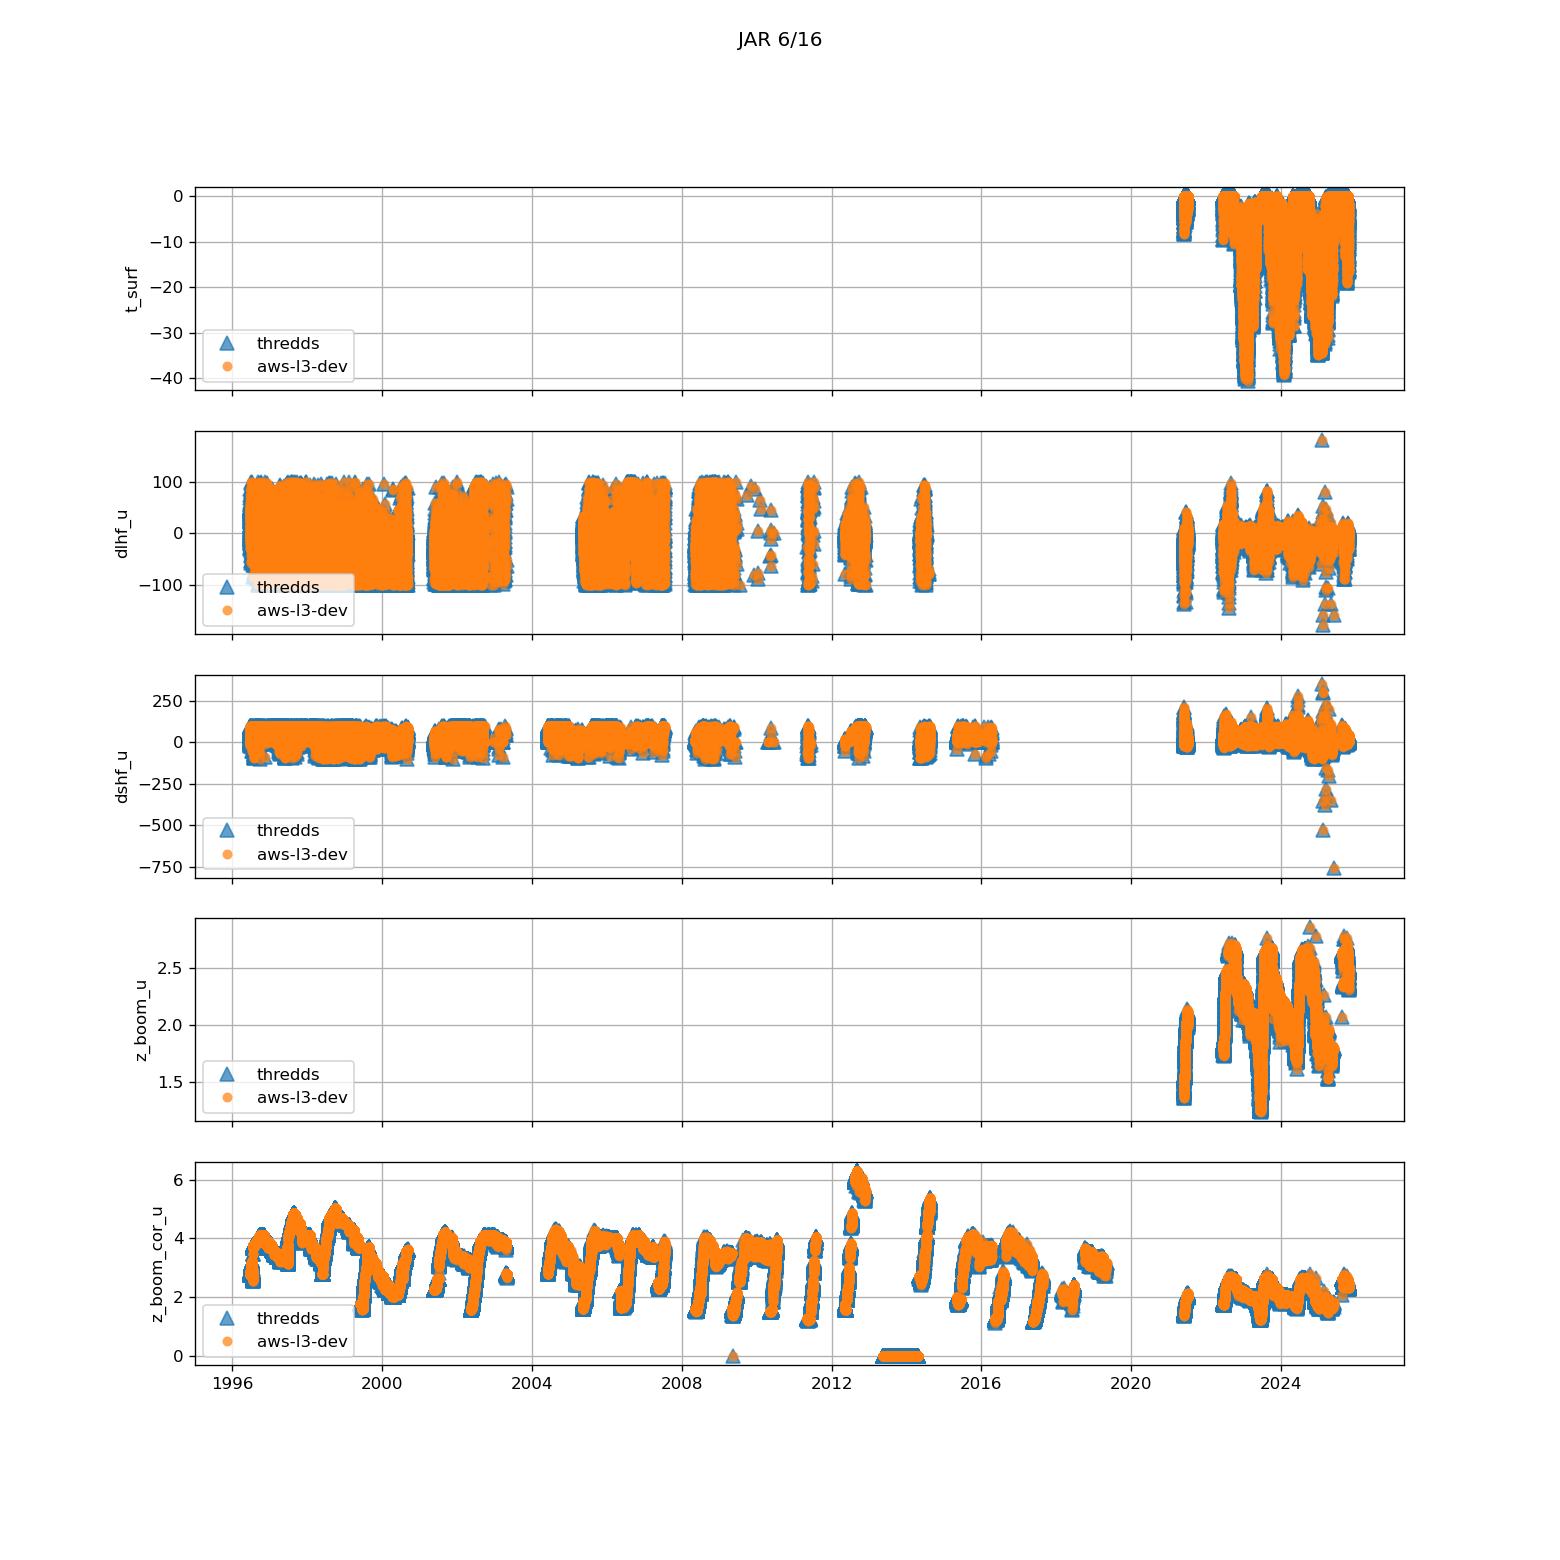 JAR 6/16
0
−10
−20
−30
−40
t_surf
thredds
aws-l3-dev
100
0
−100
dlhf_u
thredds
aws-l3-dev
250
0
−250
−500
−750
dshf_u
thredds
aws-l3-dev
2.5
2.0
1.5
z_boom_u
thredds
aws-l3-dev
6
4
2
0
z_boom_cor_u
thredds
aws-l3-dev
1996 2000 2004 2008 2012 2016 2020 2024